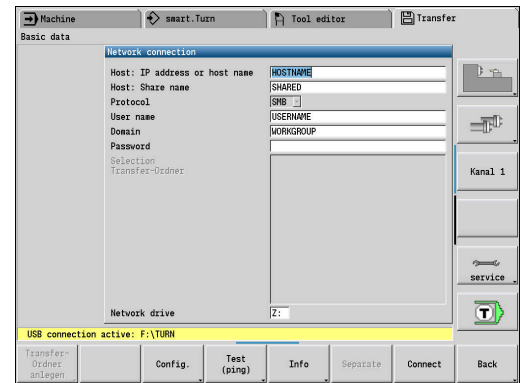 Machine
smart.Turn
Tool editor
Transfer
Basic data
Network connection
Host: IP address or host name HOSTNAME
Host: Share name SHARED
Protocol SMB
User name USERNAME
Domain WORKGROUP
Password
Selection
Transfer-Ordner
Network drive Z:
Kanal 1
service
T
USB connection active: F:\TURN
Transfer-
Ordner
anlegen
Config.
Test
(ping)
Info
Separate
Connect
Back